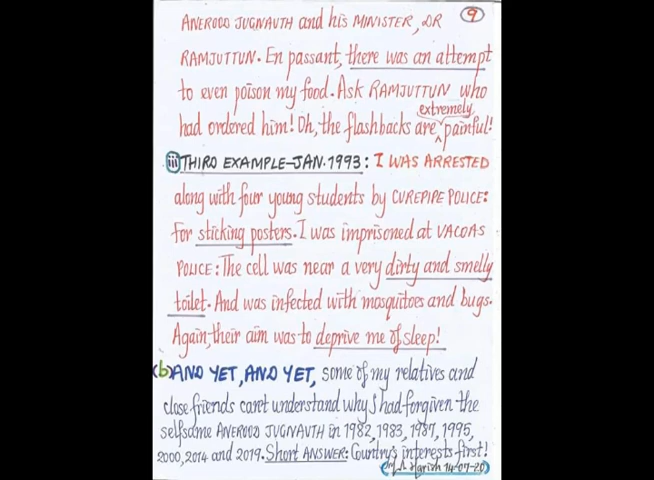 9
ANEROOD JUGNAUTH and his MINISTER, DR
RAMJUTTUN. En passant, there was an attempt
to even poison my food. Ask RAMJUTTUN who
had ordered him! Oh, the flashbacks are extremely painful!
(iii) THIRD EXAMPLE-JAN. 1993: I WAS ARRESTED
along with four young students by CUREPIPE POLICE:
For sticking posters. I was imprisoned at VACOAS
POLICE: The cell was near a very dirty and smelly
toilet. And was infected with mosquitoes and bugs.
Again, their aim was to deprive me of sleep!
(b) AND YET, AND YET, some of my relatives and
close friends can't understand why I had forgiven the
selfsame ANEROOD JUGNAUTH in 1982, 1983, 1987, 1995,
2000, 2014 and 2019. Short ANSWER: Country's interests first!
Harish 14-07-20